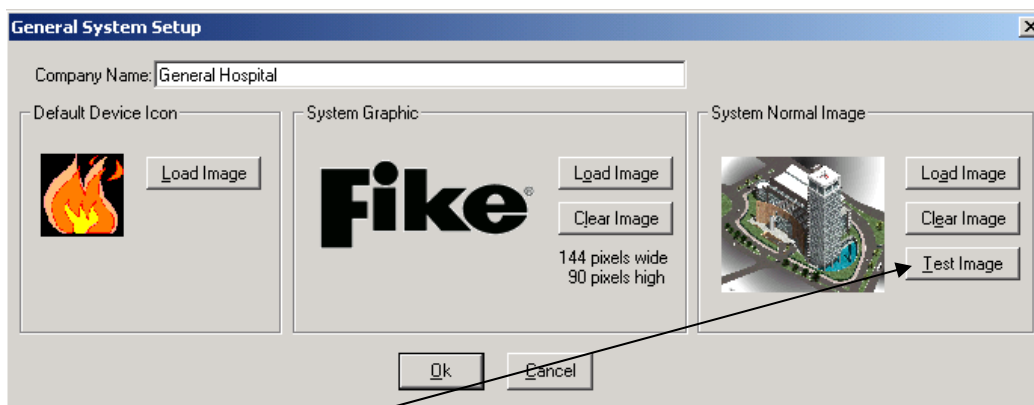 General System Setup
Company Name: General Hospital
Default Device Icon
Load Image
System Graphic
Fike®
Load Image
Clear Image
144 pixels wide
90 pixels high
System Normal Image
Load Image
Clear Image
Test Image
Ok
Cancel